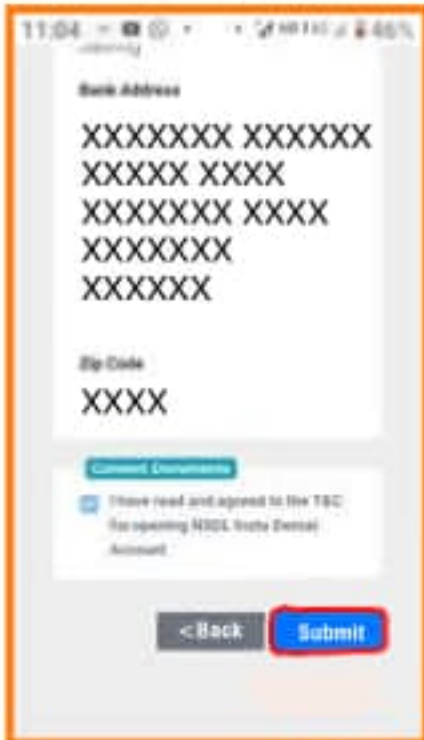 11:04
Bank Address
XXXXXXX XXXXXX
XXXXX XXXX
XXXXXXX XXXX
XXXXXXX
XXXXXX
Zip Code
XXXX
Consent Documents
I have read and agreed to the T&C
for opening NSDL Insta Demat
Account
<Back
Submit